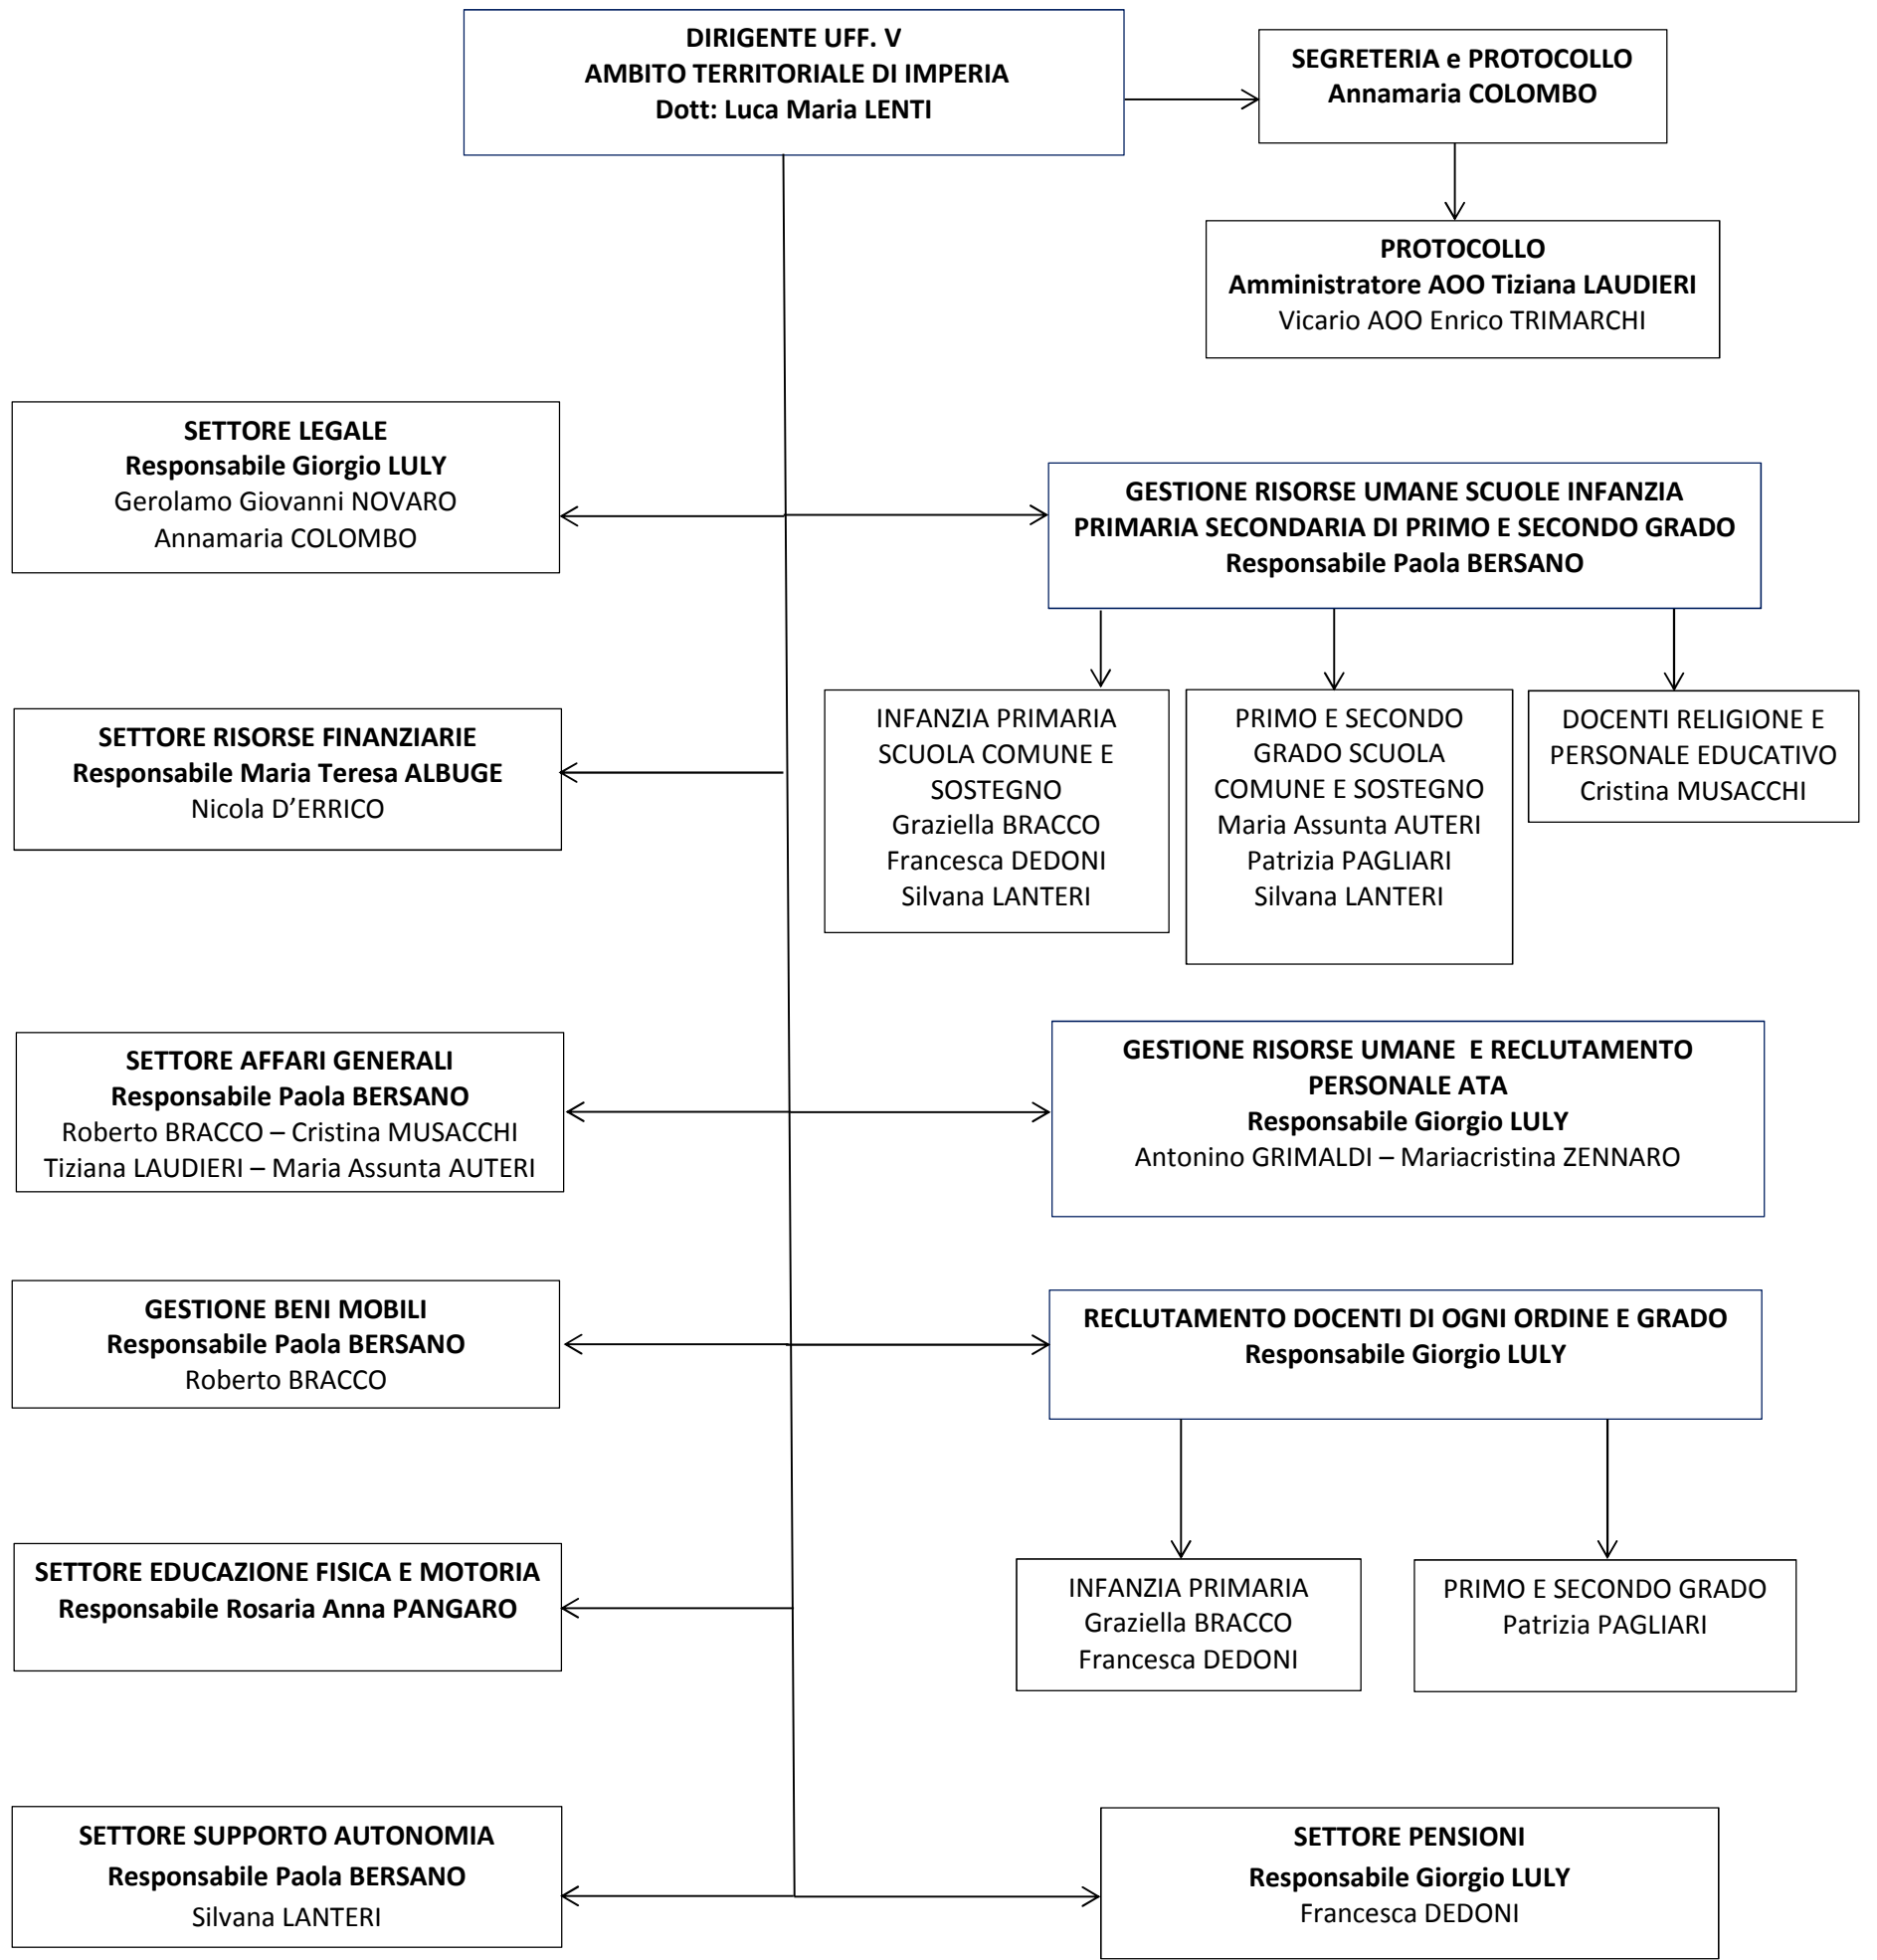 DIRIGENTE UFF. V
AMBITO TERRITORIALE DI IMPERIA
Dott: Luca Maria LENTI
SEGRETERIA e PROTOCOLLO
Annamaria COLOMBO
PROTOCOLLO
Amministratore AOO Tiziana LAUDIERI
Vicario AOO Enrico TRIMARCHI
SETTORE LEGALE
Responsabile Giorgio LULY
Gerolamo Giovanni NOVARO
Annamaria COLOMBO
GESTIONE RISORSE UMANE SCUOLE INFANZIA
PRIMARIA SECONDARIA DI PRIMO E SECONDO GRADO
Responsabile Paola BERSANO
SETTORE RISORSE FINANZIARIE
Responsabile Maria Teresa ALBUGE
Nicola D’ERRICO
INFANZIA PRIMARIA
SCUOLA COMUNE E
SOSTEGNO
Graziella BRACCO
Francesca DEDONI
Silvana LANTERI
PRIMO E SECONDO
GRADO SCUOLA
COMUNE E SOSTEGNO
Maria Assunta AUTERI
Patrizia PAGLIARI
Silvana LANTERI
DOCENTI RELIGIONE E
PERSONALE EDUCATIVO
Cristina MUSACCHI
SETTORE AFFARI GENERALI
Responsabile Paola BERSANO
Roberto BRACCO – Cristina MUSACCHI
Tiziana LAUDIERI – Maria Assunta AUTERI
GESTIONE RISORSE UMANE  E RECLUTAMENTO
PERSONALE ATA
Responsabile Giorgio LULY
Antonino GRIMALDI – Mariacristina ZENNARO
GESTIONE BENI MOBILI
Responsabile Paola BERSANO
Roberto BRACCO
RECLUTAMENTO DOCENTI DI OGNI ORDINE E GRADO
Responsabile Giorgio LULY
SETTORE EDUCAZIONE FISICA E MOTORIA
Responsabile Rosaria Anna PANGARO
INFANZIA PRIMARIA
Graziella BRACCO
Francesca DEDONI
PRIMO E SECONDO GRADO
Patrizia PAGLIARI
SETTORE SUPPORTO AUTONOMIA
Responsabile Paola BERSANO
Silvana LANTERI
SETTORE PENSIONI
Responsabile Giorgio LULY
Francesca DEDONI